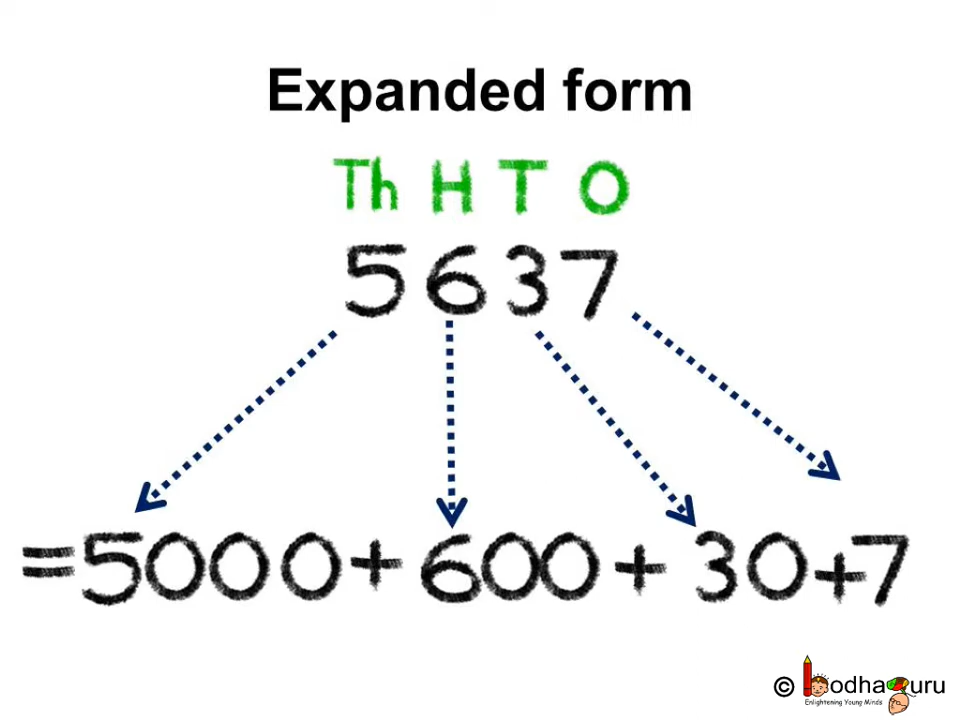 Expanded form
Th H T O
5637
=5000+600+30+7
© bodhaguru
Enlightening Young Minds